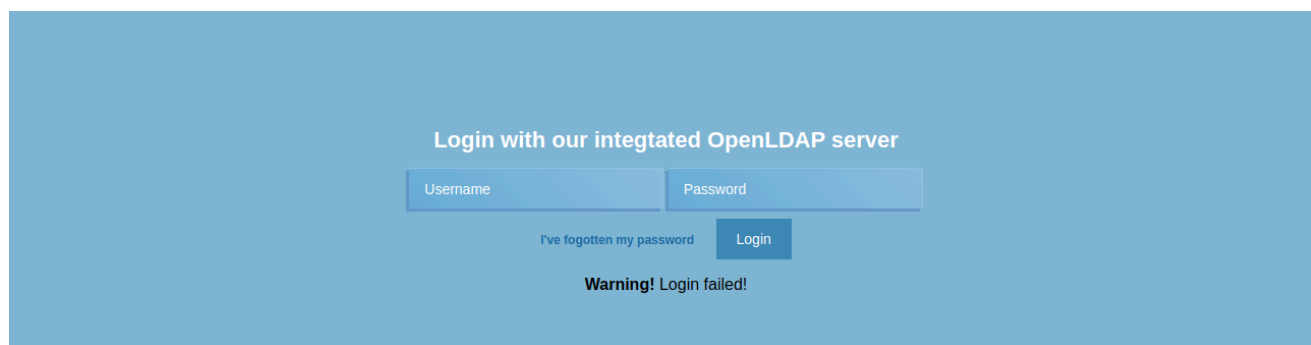 Login with our integtated OpenLDAP server
Username Password
I've fogotten my password Login
Warning! Login failed!